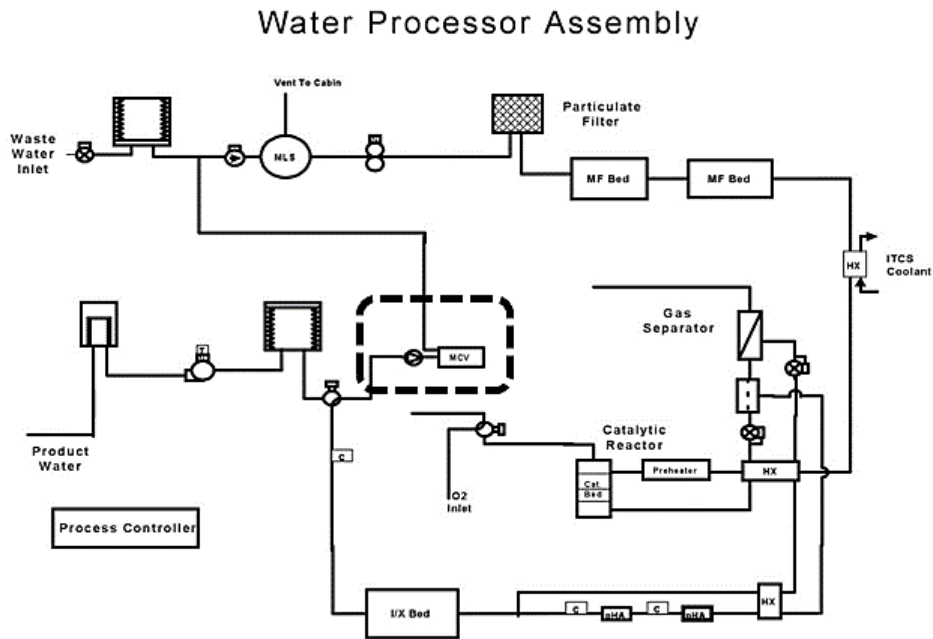 Water Processor Assembly
Vent To Cabin
Particulate
Filter
Waste
Water
Inlet
MLS
MF Bed
MF Bed
HX
ITCS
Coolant
Gas
Separator
T
MCV
Product
Water
C
O2
Inlet
Catalytic
Reactor
Cat.
Bed
Preheater
HX
Process Controller
I/X Bed
C
pHA
C
pHA
HX